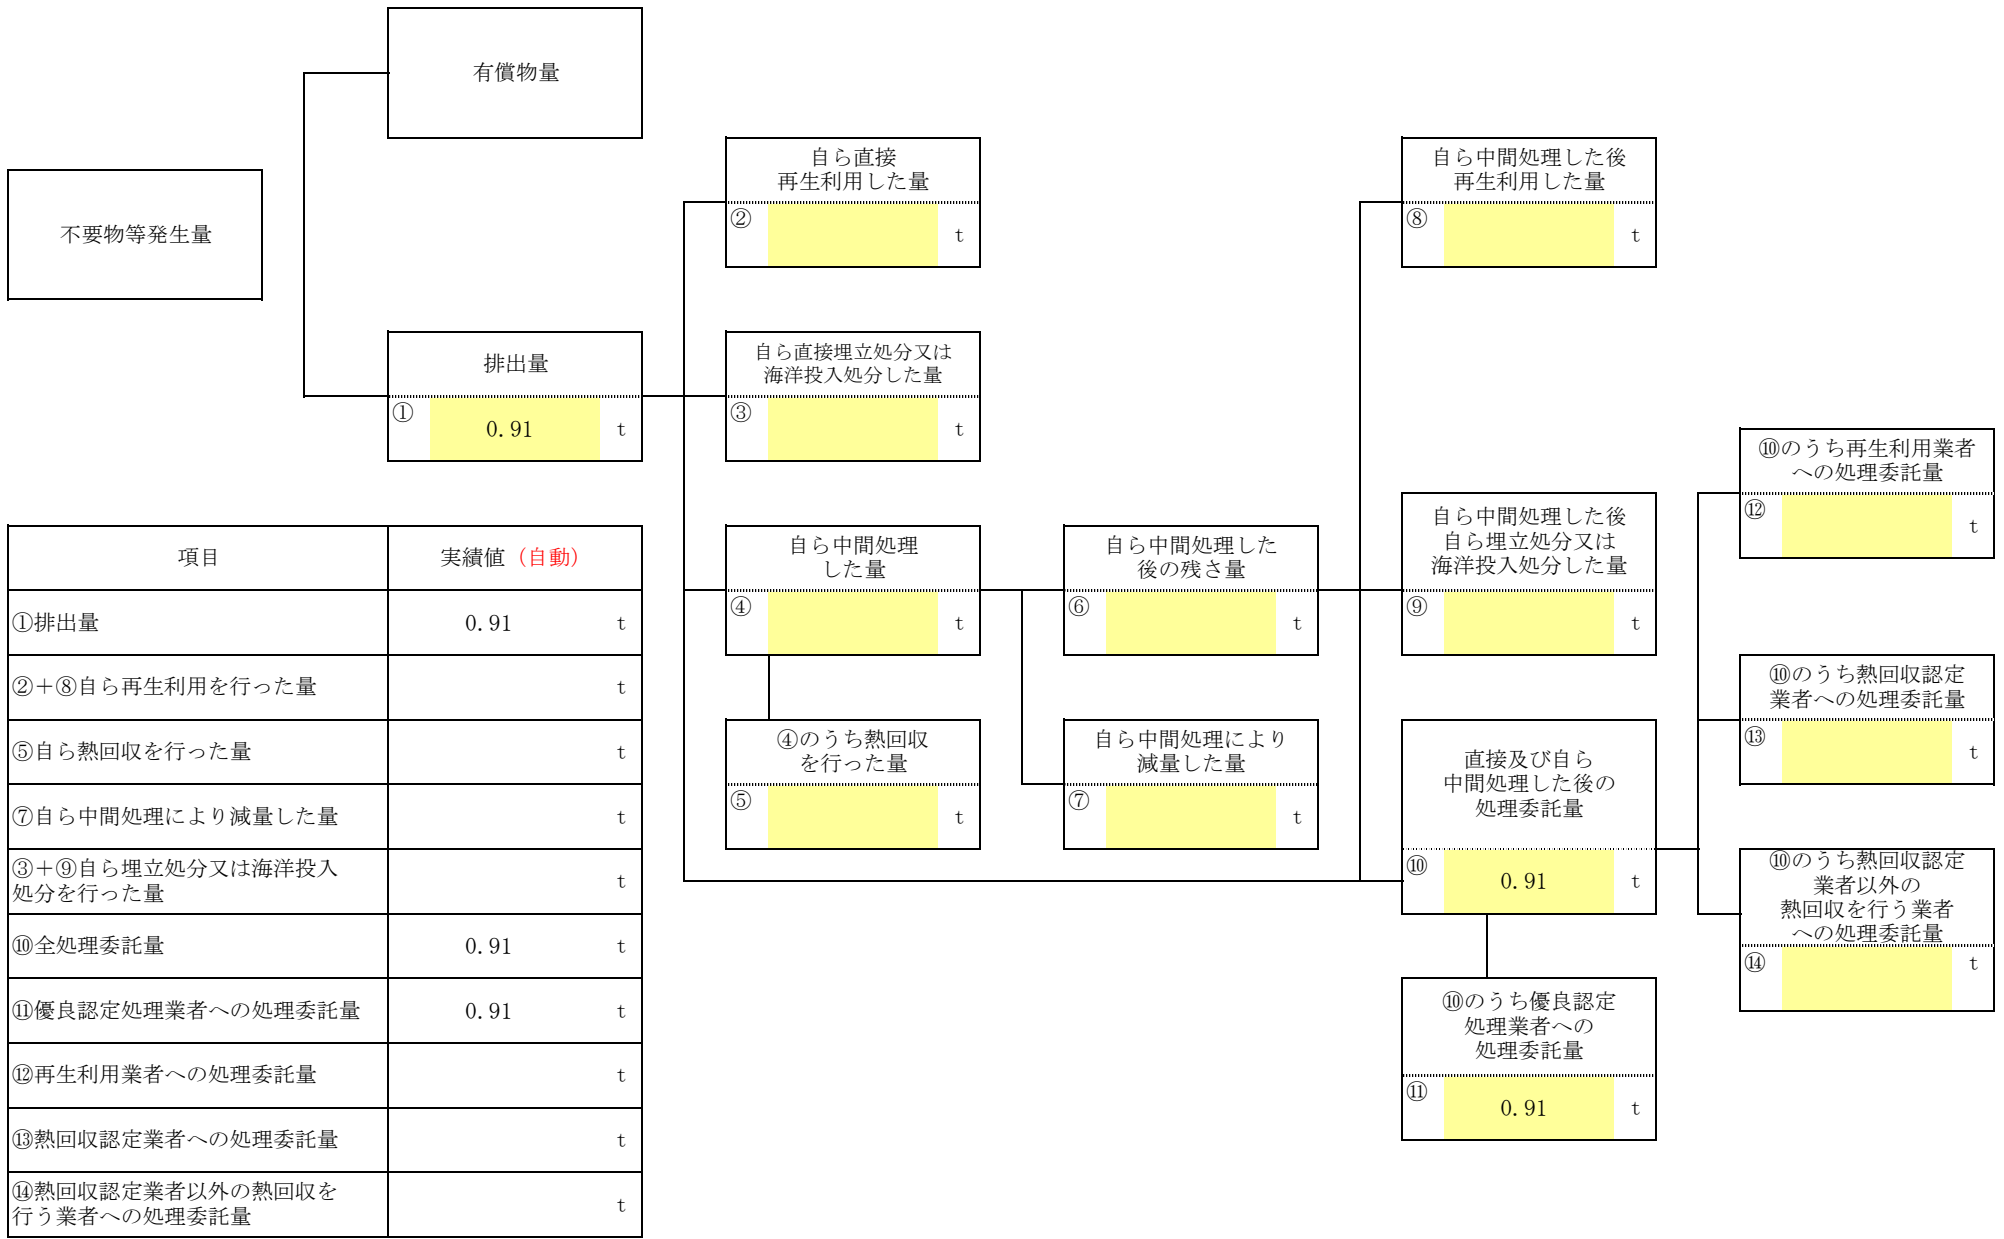 有償物量
不要物等発生量
排出量
①
0.91
t
自ら直接
再生利用した量
②
t
自ら直接埋立処分又は
海洋投入処分した量
③
t
自ら中間処理
した量
④
t
④のうち熱回収
を行った量
⑤
t
自ら中間処理した
後の残さ量
⑥
t
自ら中間処理により
減量した量
⑦
t
自ら中間処理した後
再生利用した量
⑧
t
自ら中間処理した後
自ら埋立処分又は
海洋投入処分した量
⑨
t
直接及び自ら
中間処理した後の
処理委託量
⑩
0.91
t
⑩のうち優良認定
処理業者への
処理委託量
⑪
0.91
t
⑩のうち再生利用業者
への処理委託量
⑫
t
⑩のうち熱回収認定
業者への処理委託量
⑬
t
⑩のうち熱回収認定
業者以外の
熱回収を行う業者
への処理委託量
⑭
t
項目
実績値（自動）
①排出量
0.91
t
②＋⑧自ら再生利用を行った量
t
⑤自ら熱回収を行った量
t
⑦自ら中間処理により減量した量
t
③＋⑨自ら埋立処分又は海洋投入
処分を行った量
t
⑩全処理委託量
0.91
t
⑪優良認定処理業者への処理委託量
0.91
t
⑫再生利用業者への処理委託量
t
⑬熱回収認定業者への処理委託量
t
⑭熱回収認定業者以外の熱回収を
行う業者への処理委託量
t